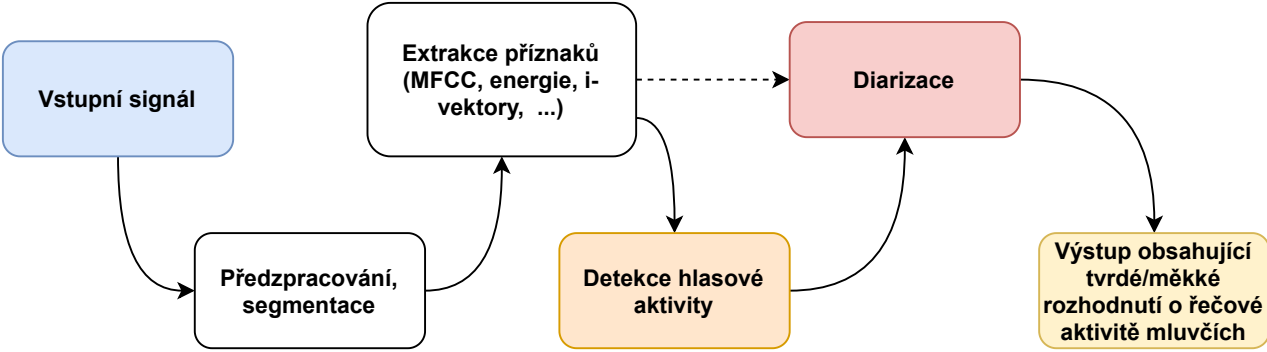 Vstupní signál
Předzpracování,
segmentace
Extrakce příznaků
(MFCC, energie, i-
vektory,  ...)
Detekce hlasové
aktivity
Diarizace
Výstup obsahující
tvrdé/měkké
rozhodnutí o řečové
aktivitě mluvčích